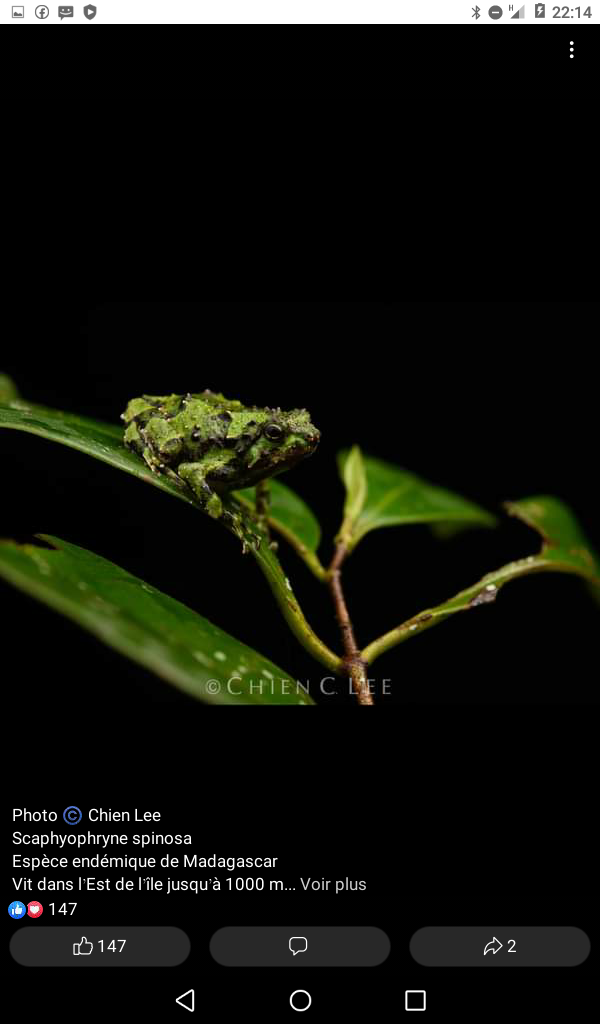 22:14
© CHIEN C. LEE
Photo © Chien Lee
Scaphyophryne spinosa
Espèce endémique de Madagascar
Vit dans l'Est de l'île jusqu'à 1000 m... Voir plus
147
147
2